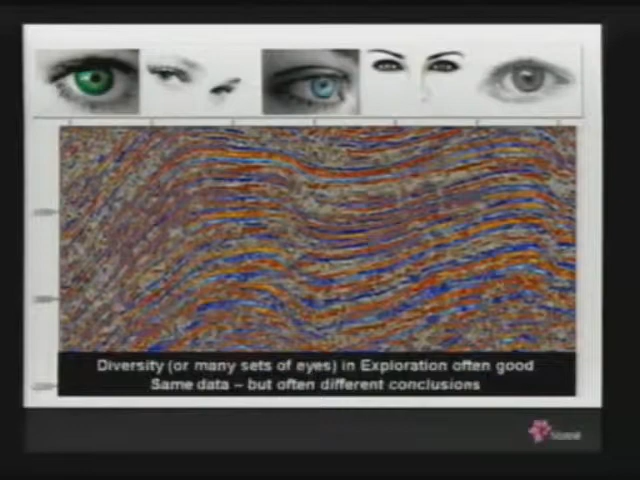 Diversity (or many sets of eyes) in Exploration often good
Same data – but often different conclusions